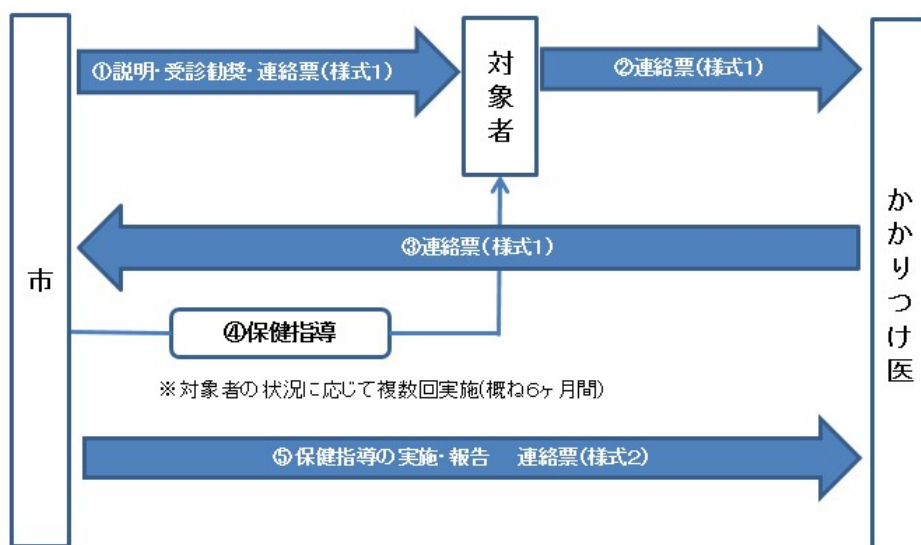 ①説明・受診勧奨・連絡票(様式1)
対象者
②連絡票(様式1)
③連絡票(様式1)
市
かかりつけ医
④保健指導
※対象者の状況に応じて複数回実施(概ね6ヶ月間)
⑤保健指導の実施・報告　連絡票(様式2)